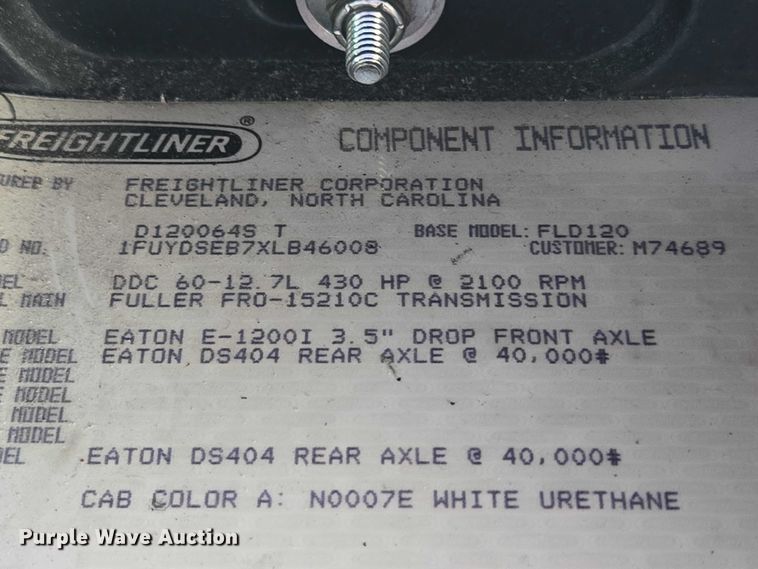 FREIGHTLINER ® COMPONENT INFORMATION
URED BY FREIGHTLINER CORPORATION
CLEVELAND, NORTH CAROLINA
D120064S T BASE MODEL: FLD120
D NO. 1FUYDSEB7XLB46008 CUSTOMER: M74689
EL DDC 60-12.7L 430 HP @ 2100 RPM
L MAIN FULLER FRO-15210C TRANSMISSION
MODEL EATON E-1200I 3.5" DROP FRONT AXLE
E MODEL EATON DS404 REAR AXLE @ 40,000#
E MODEL
E MODEL
MODEL
MODEL
EL EATON DS404 REAR AXLE @ 40,000#
CAB COLOR A: N0007E WHITE URETHANE
Purple Wave Auction